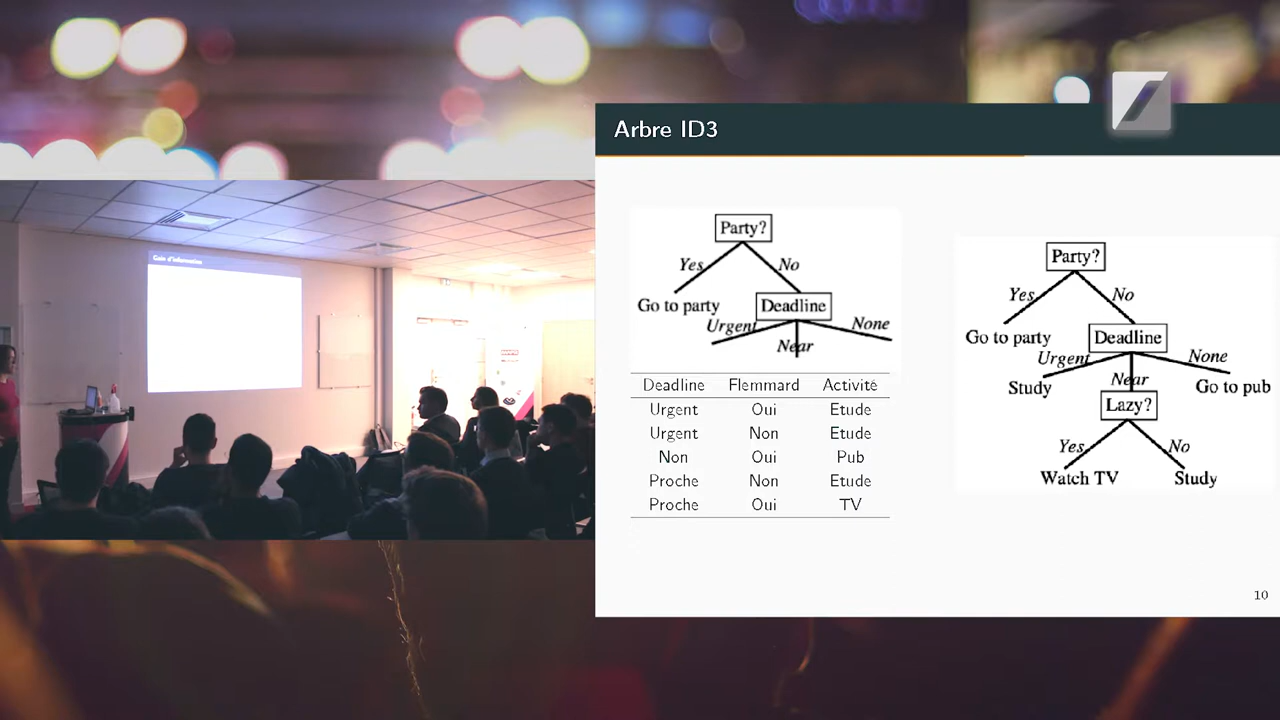 Gain d'information
Arbre ID3
Party?
Yes No
Go to party Deadline
Urgent Near None
Deadline Flemmard Activité
Urgent Oui Etude
Urgent Non Etude
Non Oui Pub
Proche Non Etude
Proche Oui TV
Party?
Yes No
Go to party Deadline
Urgent Near None
Study Lazy? Go to pub
Yes No
Watch TV Study
10